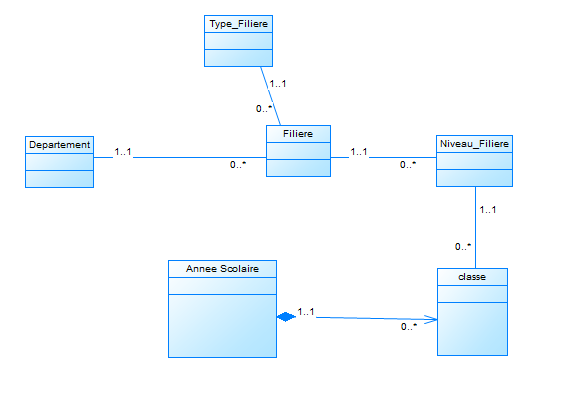 Type_Filiere
1..1
0..*
Filiere
Departement
1..1
0..*
1..1
0..*
Niveau_Filiere
1..1
0..*
Annee Scolaire
classe
1..1
0..*